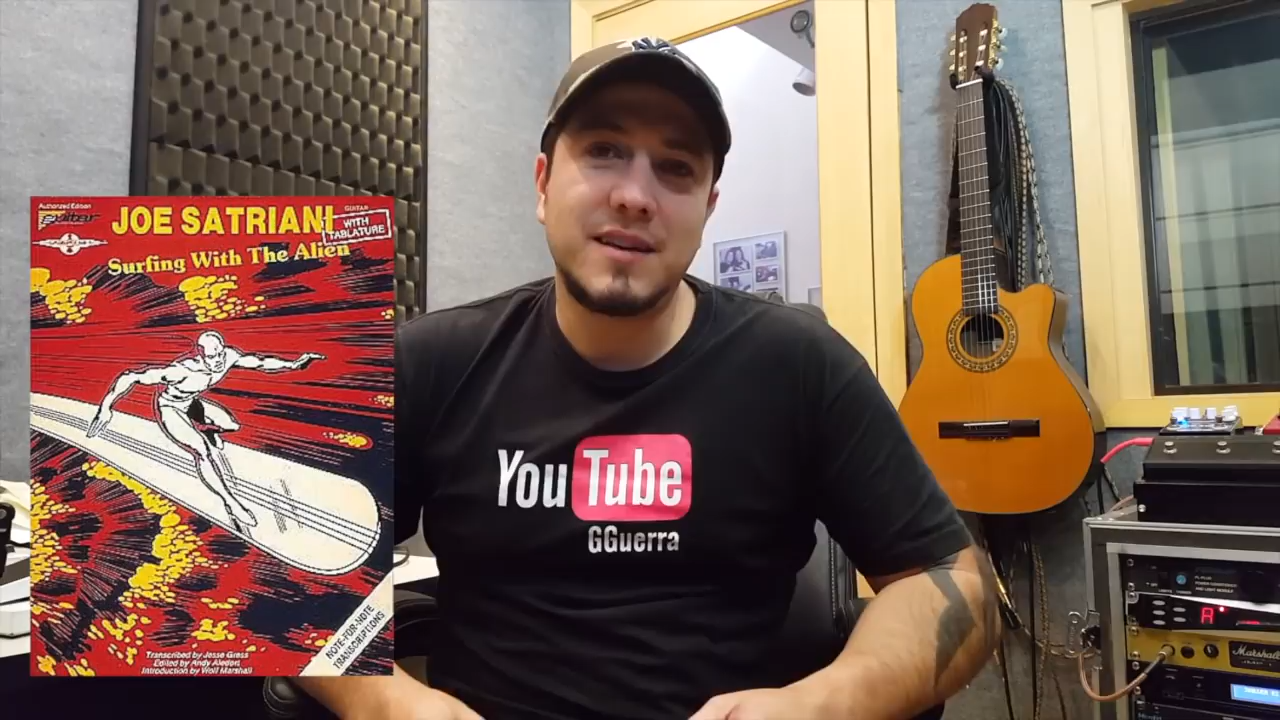 Authorized Edition
guitar
JOE SATRIANI
GUITAR
WITH
TABLATURE
Surfing With The Alien
NOTE-FOR-NOTE
TRANSCRIPTIONS
Transcribed by Jesse Gress
Edited by Andy Aledort
Introduction by Wolf Marshall
YouTube
GGuerra
Marshall